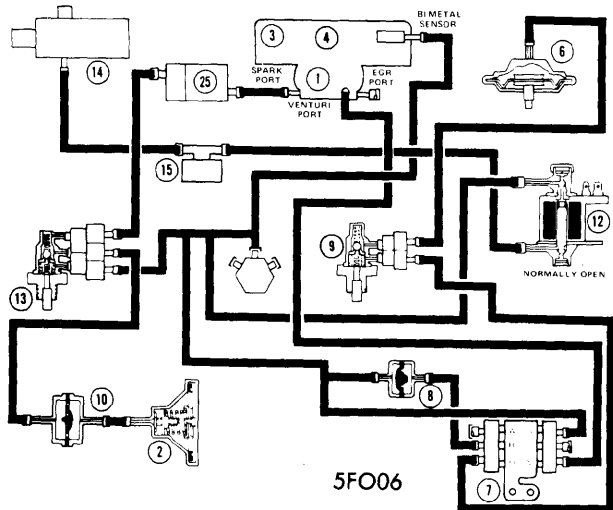 BIMETAL
SENSOR
3
4
6
14
25
SPARK
PORT
1
EGR
PORT
VENTURI
PORT
15
12
9
NORMALLY OPEN
13
8
10
2
5FO06
7